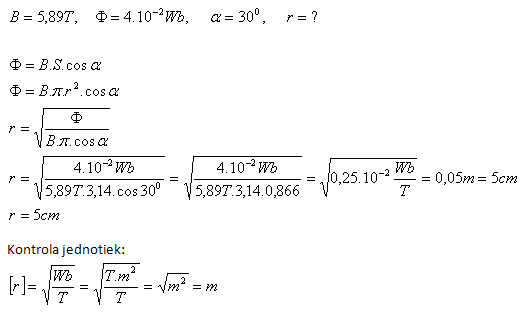 B = 5,89T, Φ = 4.10⁻²Wb, α = 30⁰, r = ?
Φ = B.S.cos α
Φ = B.π.r².cos α
r = √(Φ / B.π.cos α)
r = √(4.10⁻²Wb / 5,89T.3,14.cos 30⁰) = √(4.10⁻²Wb / 5,89T.3,14.0,866) = √(0,25.10⁻² Wb/T) = 0,05m = 5cm
r = 5cm
Kontrola jednotiek:
[r] = √(Wb/T) = √(T.m²/T) = √m² = m